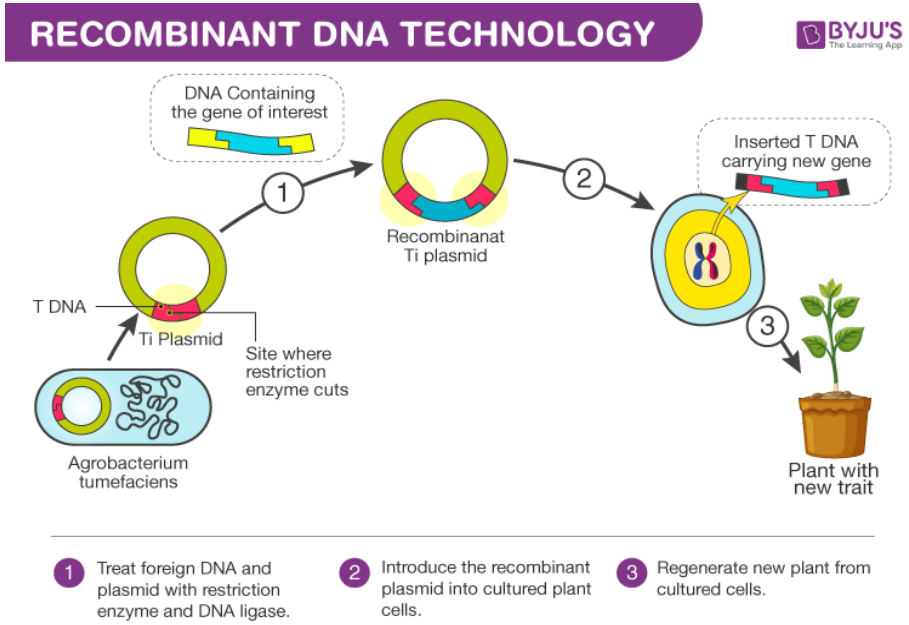 RECOMBINANT DNA TECHNOLOGY
BYJU'S
The Learning App
DNA Containing
the gene of interest
1
Recombinanat
Ti plasmid
2
Inserted T DNA
carrying new gene
T DNA
Ti Plasmid
Site where
restriction
enzyme cuts
Agrobacterium
tumefaciens
3
Plant with
new trait
1
Treat foreign DNA and
plasmid with restriction
enzyme and DNA ligase.
2
Introduce the recombinant
plasmid into cultured plant
cells.
3
Regenerate new plant from
cultured cells.